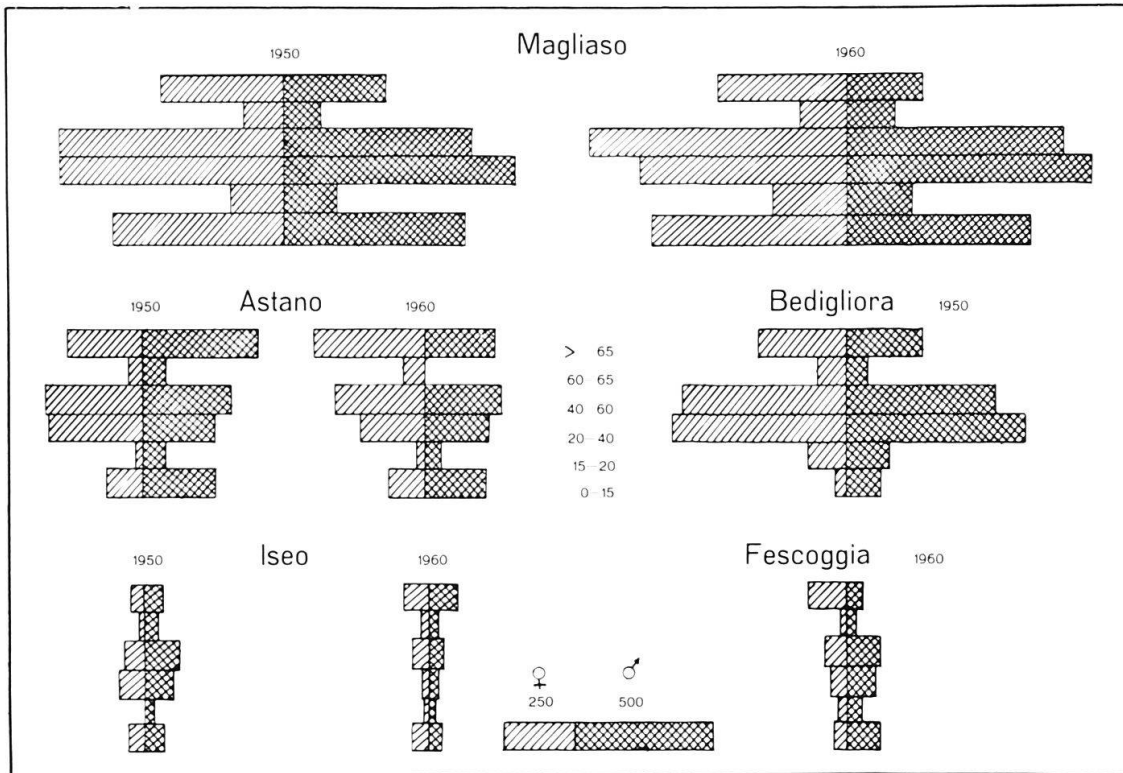 Magliaso
1950
1960
Astano
1950
1960
Bedigliora
1950
> 65
60 – 65
40 – 60
20 – 40
15 – 20
0 – 15
Iseo
1950
1960
Fescoggia
1960
♀ ♂
250 500